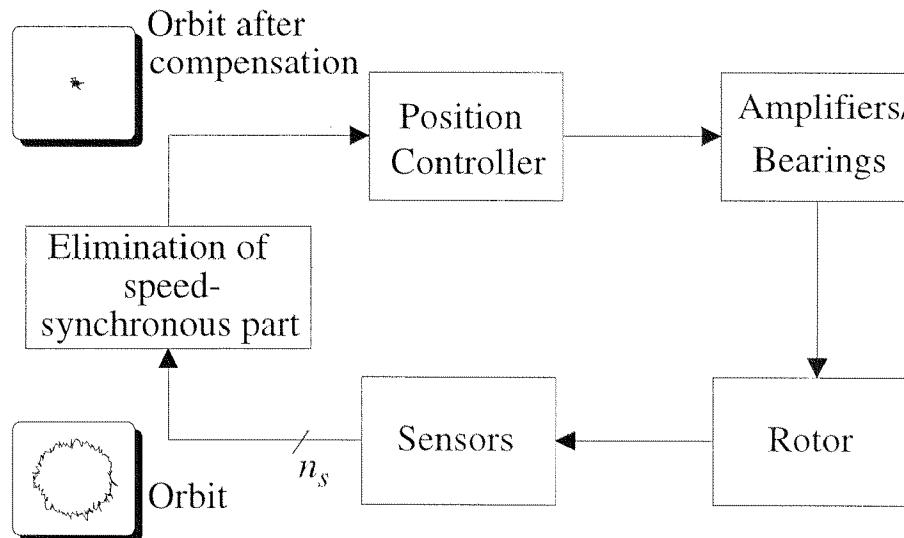 Orbit after
compensation
Position
Controller
Amplifiers/
Bearings
Elimination of
speed-
synchronous part
Sensors
Rotor
n_s
Orbit